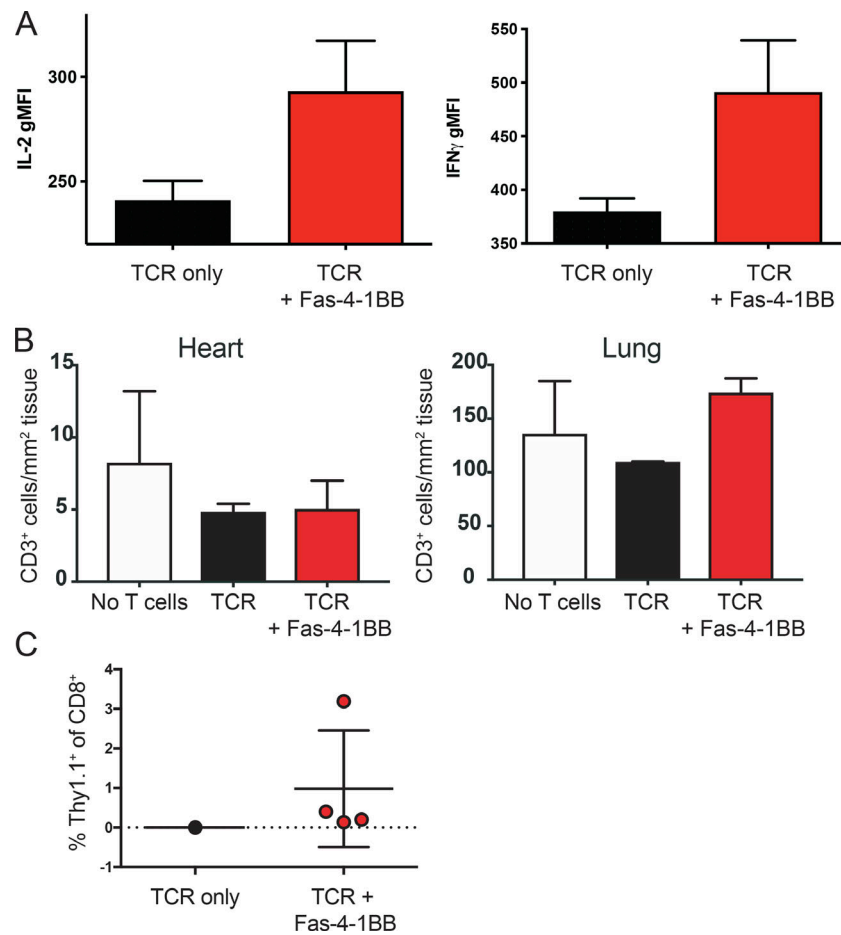 A
IL-2 gMFI
300
250
TCR only
TCR
+ Fas-4-1BB
IFNγ gMFI
550
500
450
400
350
TCR only
TCR
+ Fas-4-1BB
B
Heart
CD3⁺ cells/mm² tissue
15
10
5
0
No T cells
TCR
TCR
+ Fas-4-1BB
Lung
CD3⁺ cells/mm² tissue
200
150
100
50
0
No T cells
TCR
TCR
+ Fas-4-1BB
C
% Thy1.1⁺ of CD8⁺
4
3
2
1
0
-1
TCR only
TCR +
Fas-4-1BB